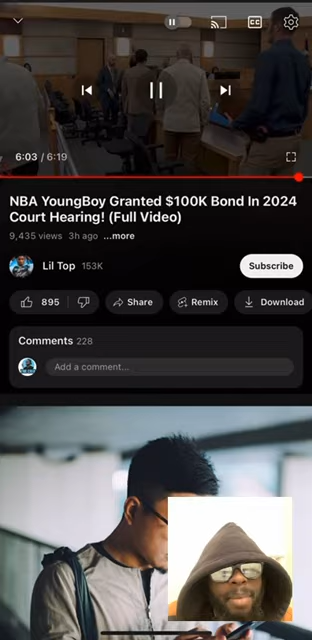 CC
6:03 / 6:19
NBA YoungBoy Granted $100K Bond In 2024
Court Hearing! (Full Video)
9,435 views 3h ago ...more
Lil Top 153K
Subscribe
895
Share
Remix
Download
Comments 228
Add a comment...